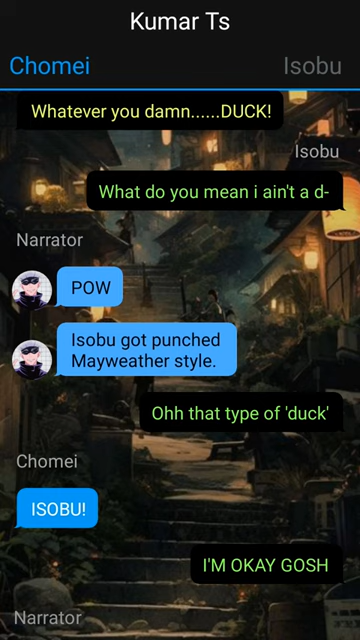 Kumar Ts
Chomei
Isobu
Whatever you damn......DUCK!
Isobu
What do you mean i ain't a d-
Narrator
POW
Isobu got punched
Mayweather style.
Ohh that type of 'duck'
Chomei
ISOBU!
I'M OKAY GOSH
Narrator